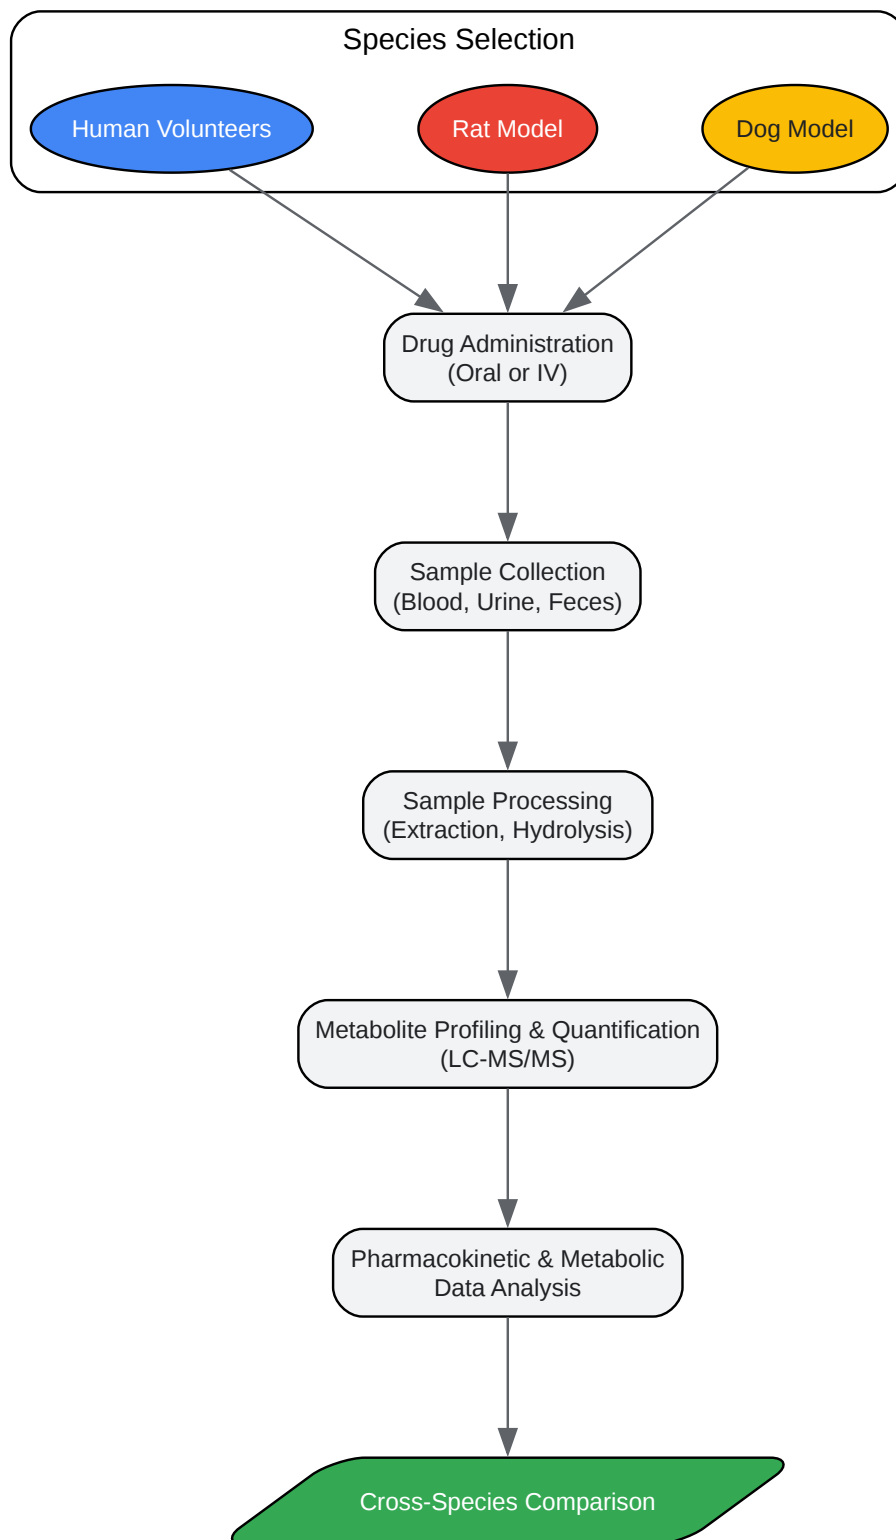 Species Selection
Human Volunteers
Rat Model
Dog Model
Drug Administration
(Oral or IV)
Sample Collection
(Blood, Urine, Feces)
Sample Processing
(Extraction, Hydrolysis)
Metabolite Profiling & Quantification
(LC-MS/MS)
Pharmacokinetic & Metabolic
Data Analysis
Cross-Species Comparison